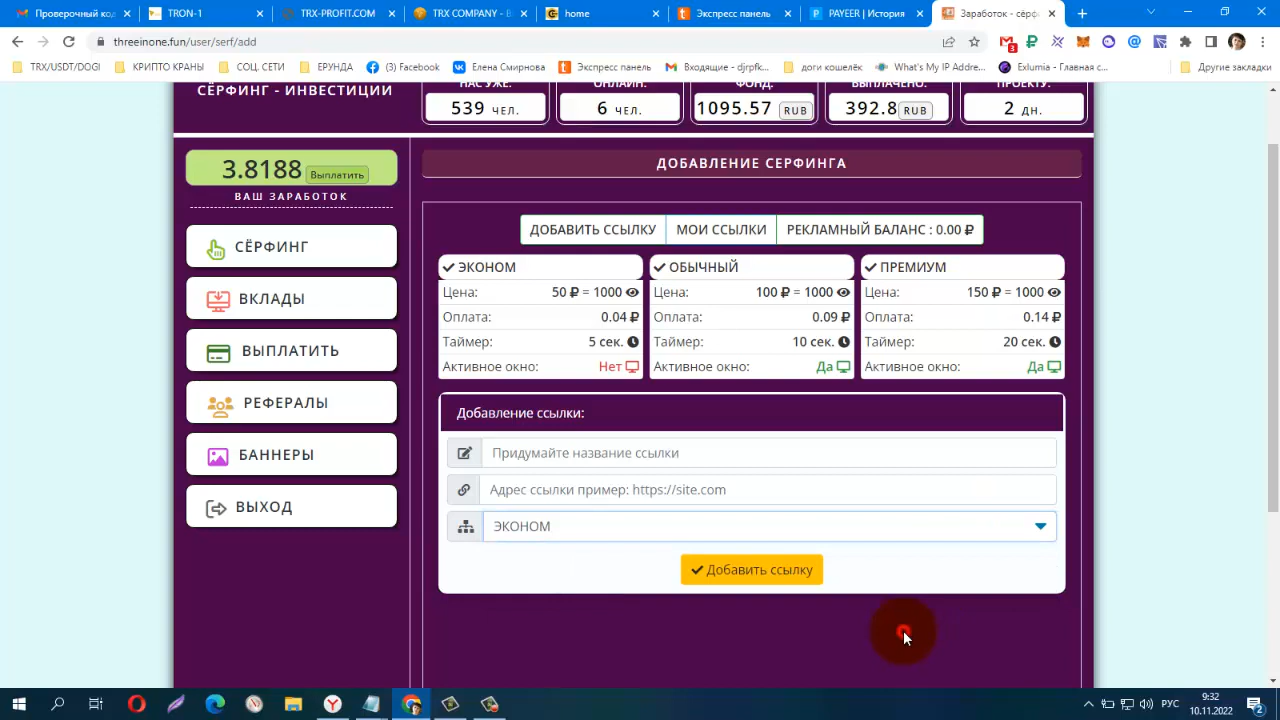 Проверочный код
TRON-1
TRX-PROFIT.COM
TRX COMPANY - В
home
Экспресс панель
PAYEER | История
Заработок - сёрф
threeinone.fun/user/serf/add
3
TRX/USDT/DOGI
КРИПТО КРАНЫ
СОЦ. СЕТИ
ЕРУНДА
Facebook
Елена Смирнова
Экспресс панель
Входящие - djrpfk...
доги кошелёк
What's My IP Addre...
Exlumia - Главная с...
Другие закладки
СЁРФИНГ - ИНВЕСТИЦИИ
НАС УЖЕ:
ОНЛАЙН:
ФОНД:
ВЫПЛАЧЕНО:
ПРОЕКТУ:
539 ЧЕЛ.
6 ЧЕЛ.
1095.57 RUB
392.8 RUB
2 ДН.
3.8188 Выплатить
ВАШ ЗАРАБОТОК
СЁРФИНГ
ВКЛАДЫ
ВЫПЛАТИТЬ
РЕФЕРАЛЫ
БАННЕРЫ
ВЫХОД
ДОБАВЛЕНИЕ СЕРФИНГА
ДОБАВИТЬ ССЫЛКУ
МОИ ССЫЛКИ
РЕКЛАМНЫЙ БАЛАНС : 0.00 ₽
ЭКОНОМ
Цена: 50 ₽ = 1000
Оплата: 0.04 ₽
Таймер: 5 сек.
Активное окно: Нет
ОБЫЧНЫЙ
Цена: 100 ₽ = 1000
Оплата: 0.09 ₽
Таймер: 10 сек.
Активное окно: Да
ПРЕМИУМ
Цена: 150 ₽ = 1000
Оплата: 0.14 ₽
Таймер: 20 сек.
Активное окно: Да
Добавление ссылки:
Придумайте название ссылки
Адрес ссылки пример: https://site.com
ЭКОНОМ
Добавить ссылку
РУС
9:32
10.11.2022
2